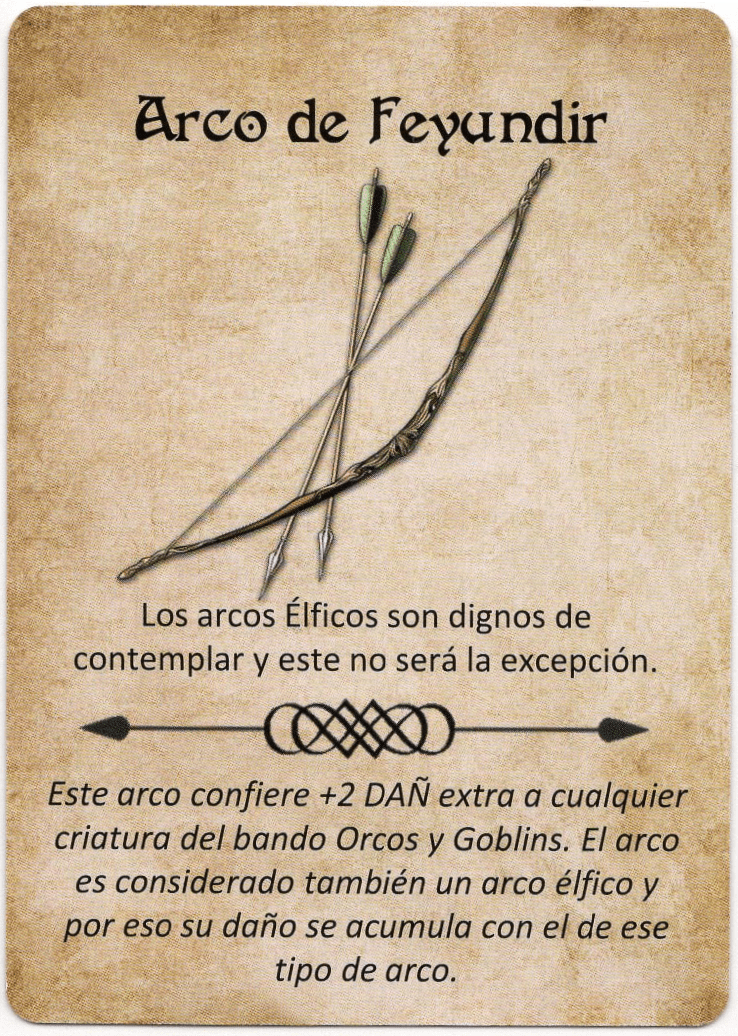 Arco de Feyundir
Los arcos Élficos son dignos de
contemplar y este no será la excepción.
Este arco confiere +2 DAÑ extra a cualquier
criatura del bando Orcos y Goblins. El arco
es considerado también un arco élfico y
por eso su daño se acumula con el de ese
tipo de arco.